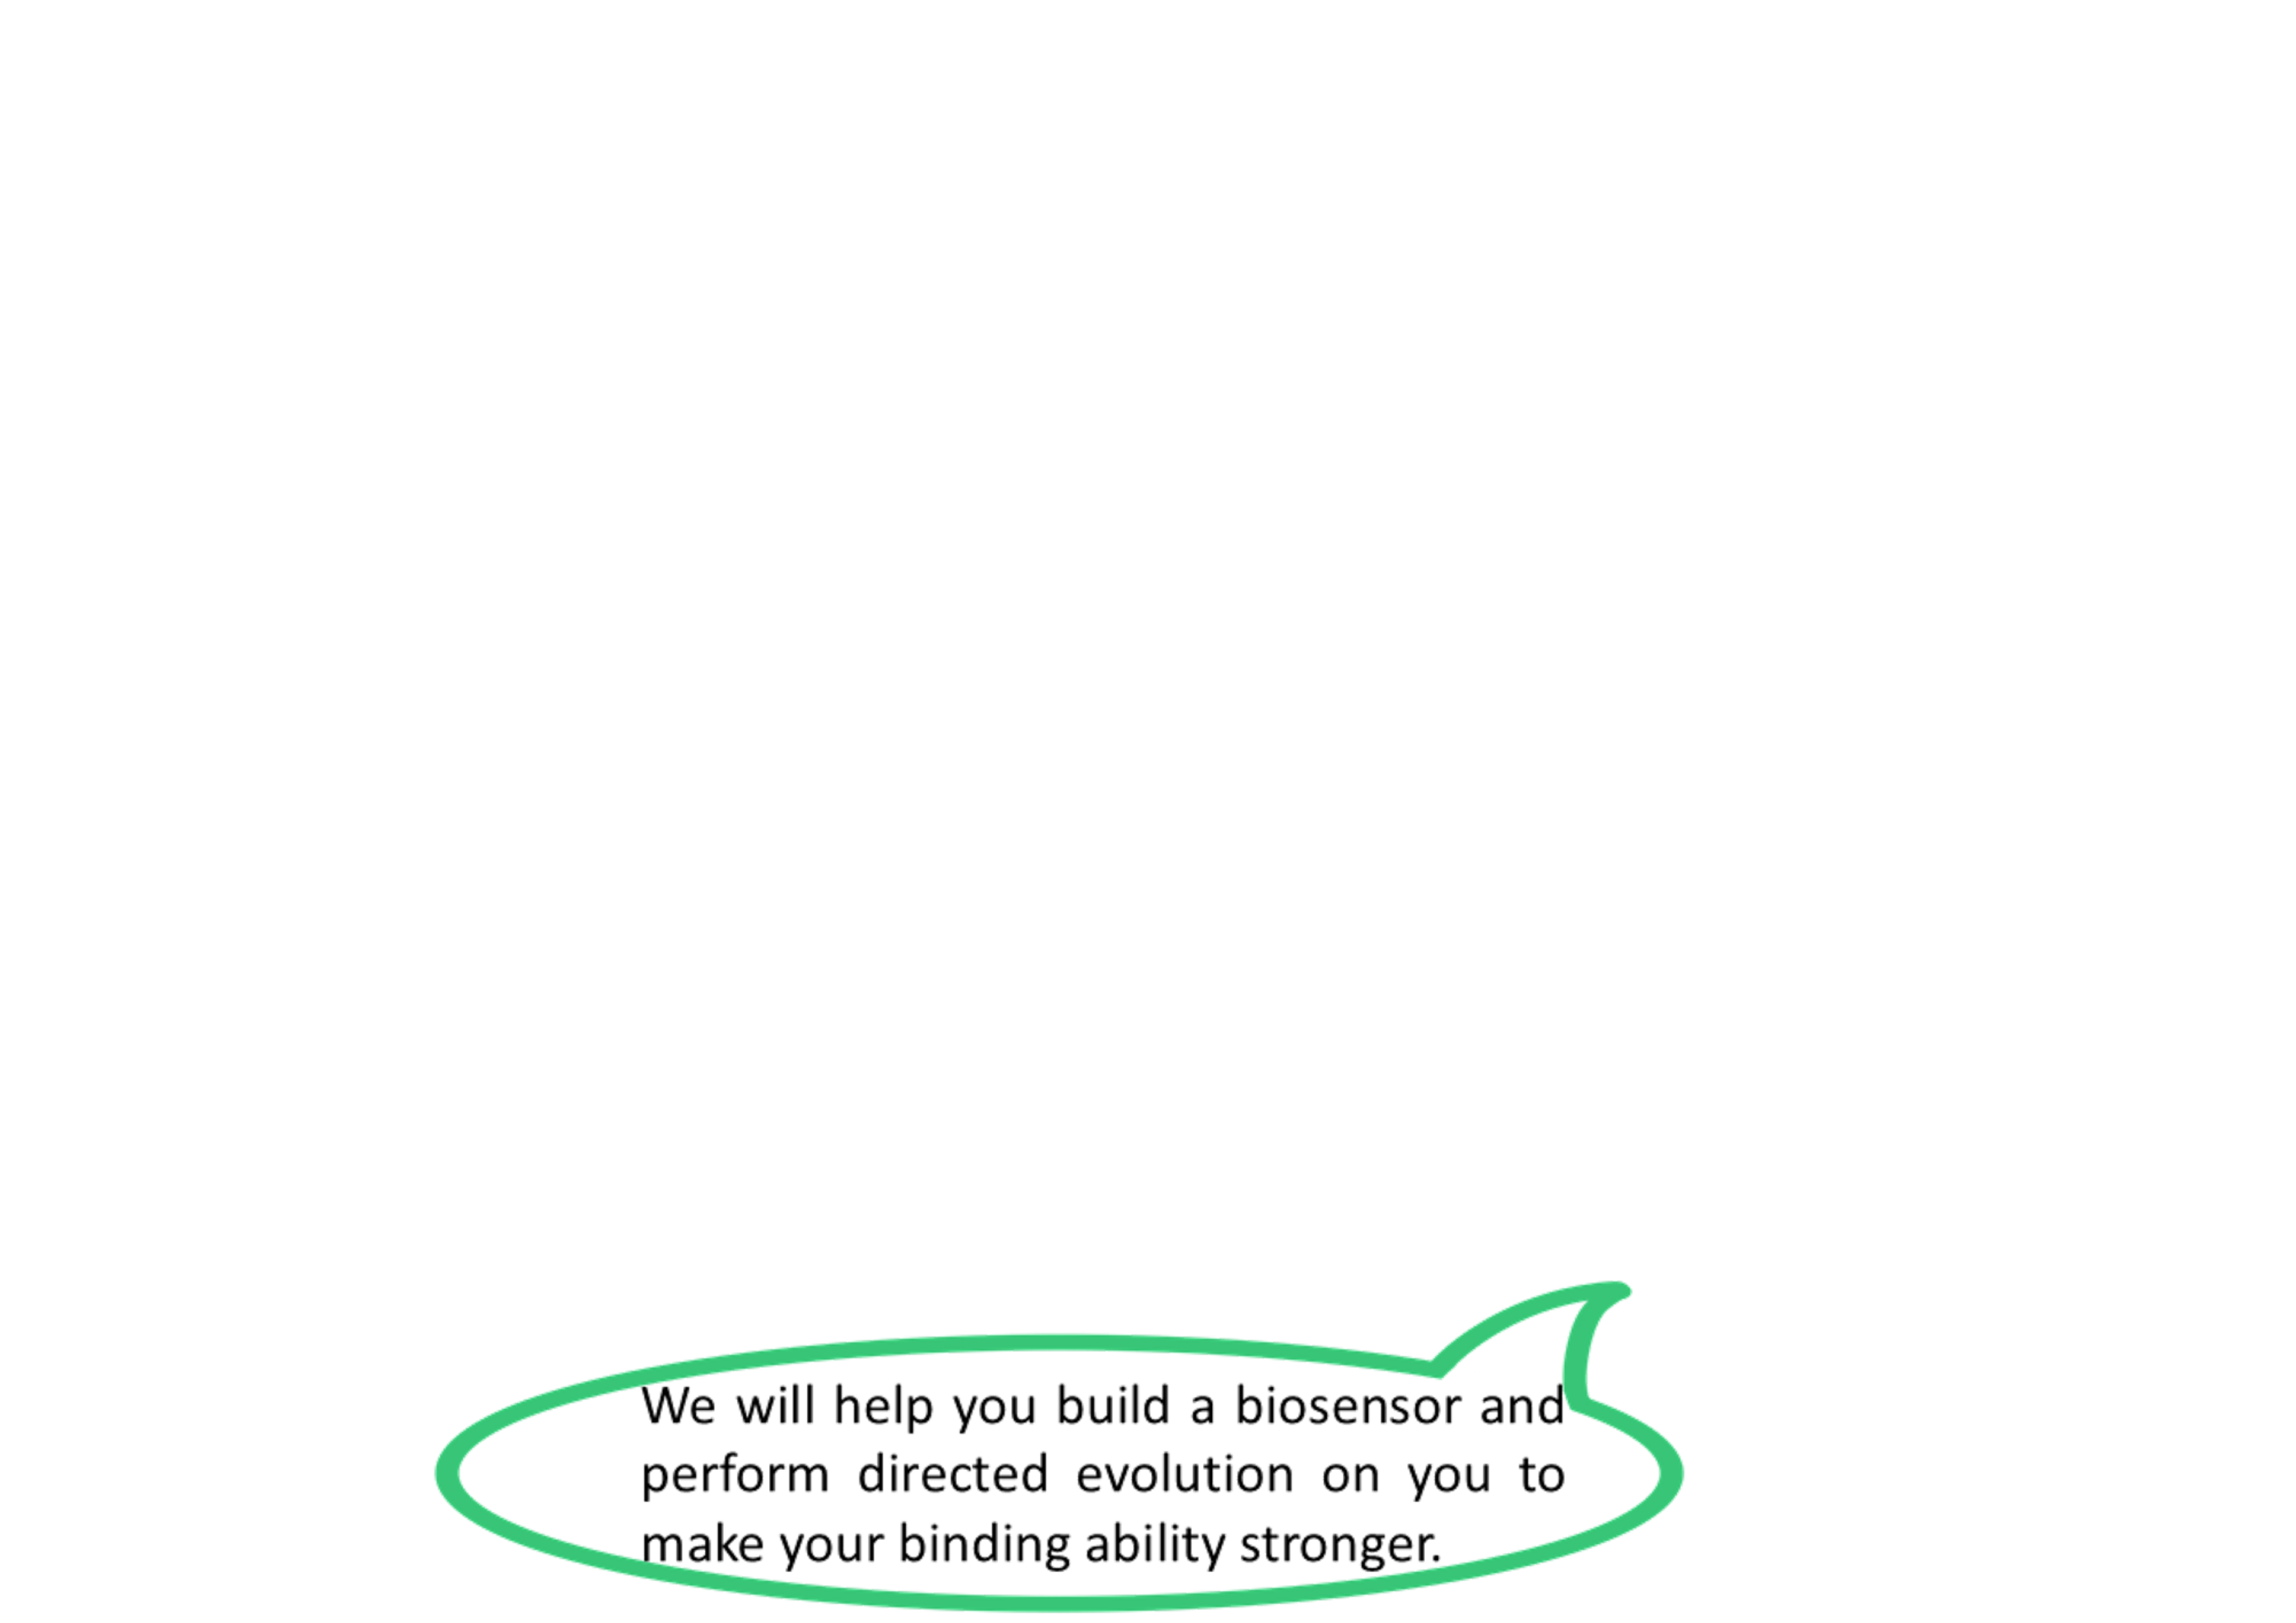 We will help you build a biosensor and
perform directed evolution on you to
make your binding ability stronger.